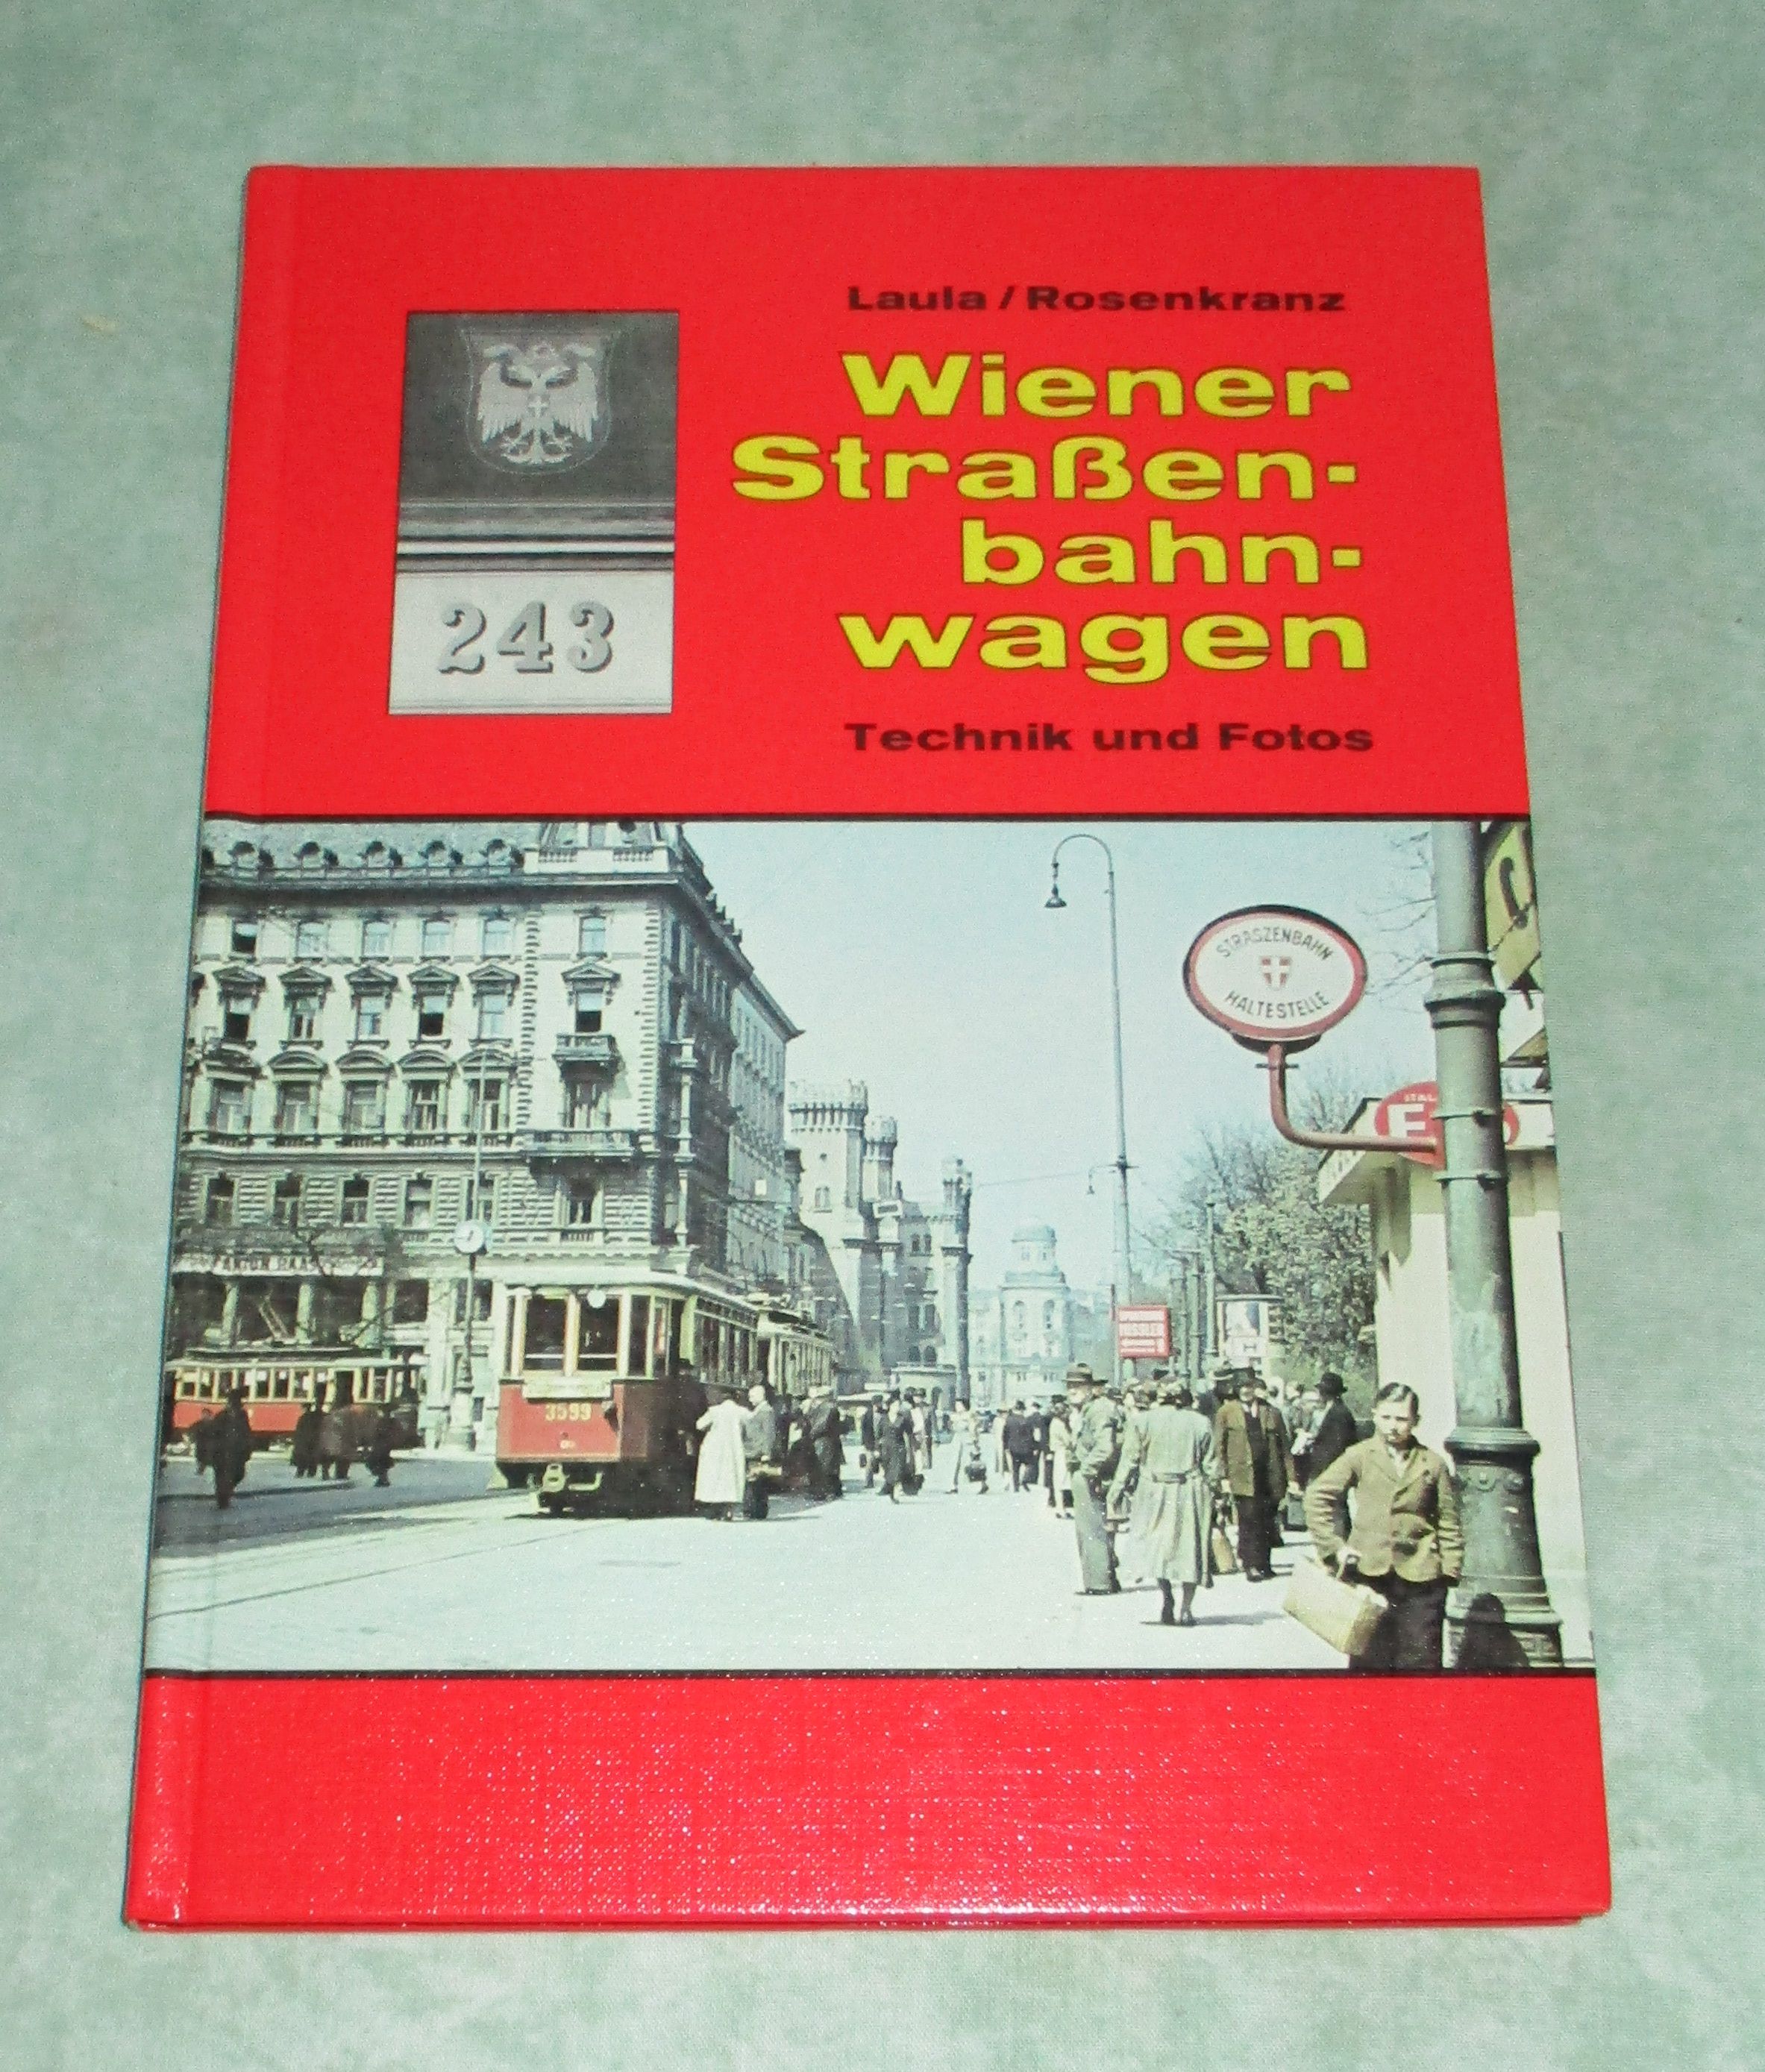 Laula / Rosenkranz
Wiener
Straßen-
bahn-
wagen
Technik und Fotos
243
STRASZENBAHN
HALTESTELLE
3599
H